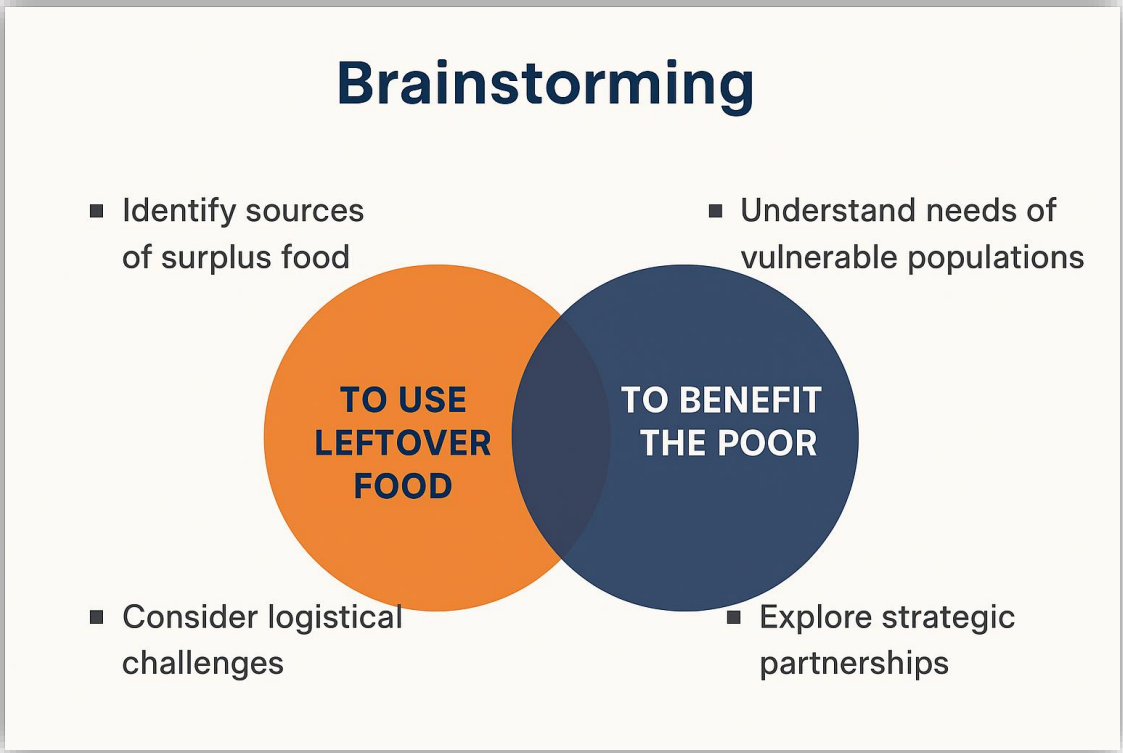 Brainstorming
▪ Identify sources
of surplus food
▪ Understand needs of
vulnerable populations
TO USE
LEFTOVER
FOOD
TO BENEFIT
THE POOR
▪ Consider logistical
challenges
▪ Explore strategic
partnerships